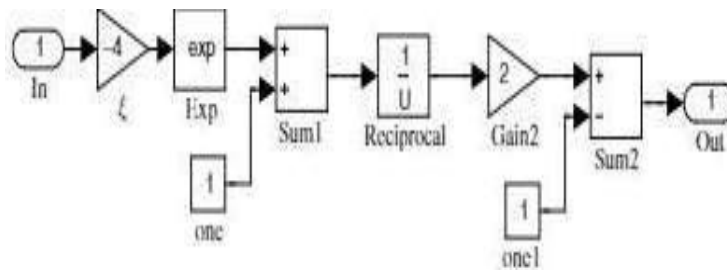 1
In
-4
ξ
exp
Exp
+
+
Sum1
1
one
1
U
Reciprocal
2
Gain2
+
−
Sum2
1
one1
1
Out